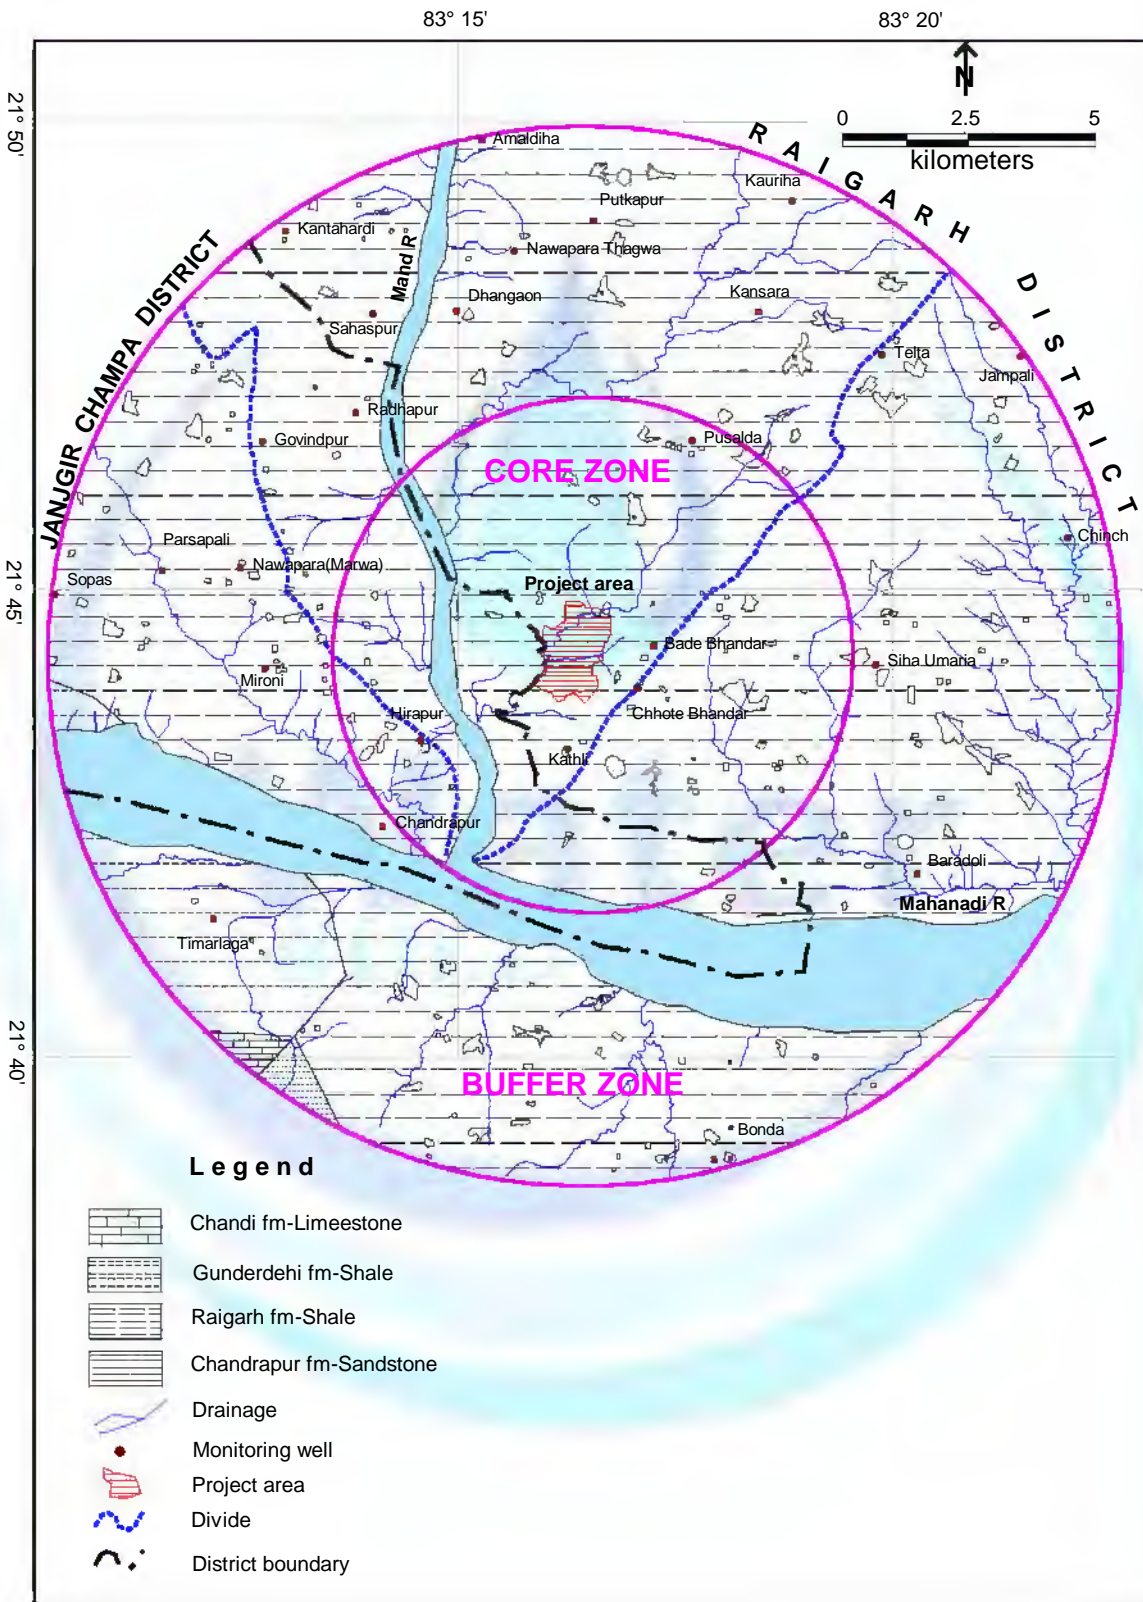 83° 15'
83° 20'
N
21° 50'
0 2.5 5
kilometers
Amaldiha
RAIGARH DISTRICT
Kauriha
Putkapur
Kantahardi
Nawapara Thagwa
Mand R
JANJGIR CHAMPA DISTRICT
Dhangaon
Kansara
Sahaspur
Telta
Jampali
Radhapur
Govindpur
Pusalda
CORE ZONE
Parsapali
Chinch
Nawapara(Marwa)
Sopas
Project area
21° 45'
Bade Bhandar
Siha Umaria
Mironi
Hirapur
Chhote Bhandar
Kathli
Chandrapur
Baradoli
Mahanadi R
Timarlaga
21° 40'
BUFFER ZONE
Bonda
Legend
Chandi fm-Limeestone
Gunderdehi fm-Shale
Raigarh fm-Shale
Chandrapur fm-Sandstone
Drainage
Monitoring well
Project area
Divide
District boundary